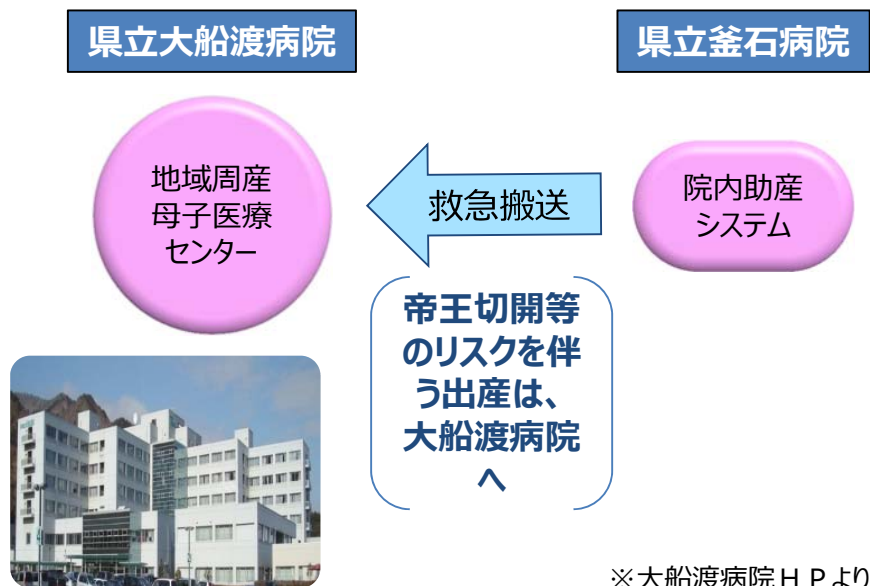 県立大船渡病院
県立釜石病院
地域周産
母子医療
センター
救急搬送
院内助産
システム
帝王切開等
のリスクを伴
う出産は、
大船渡病院
へ
※大船渡病院ＨＰより